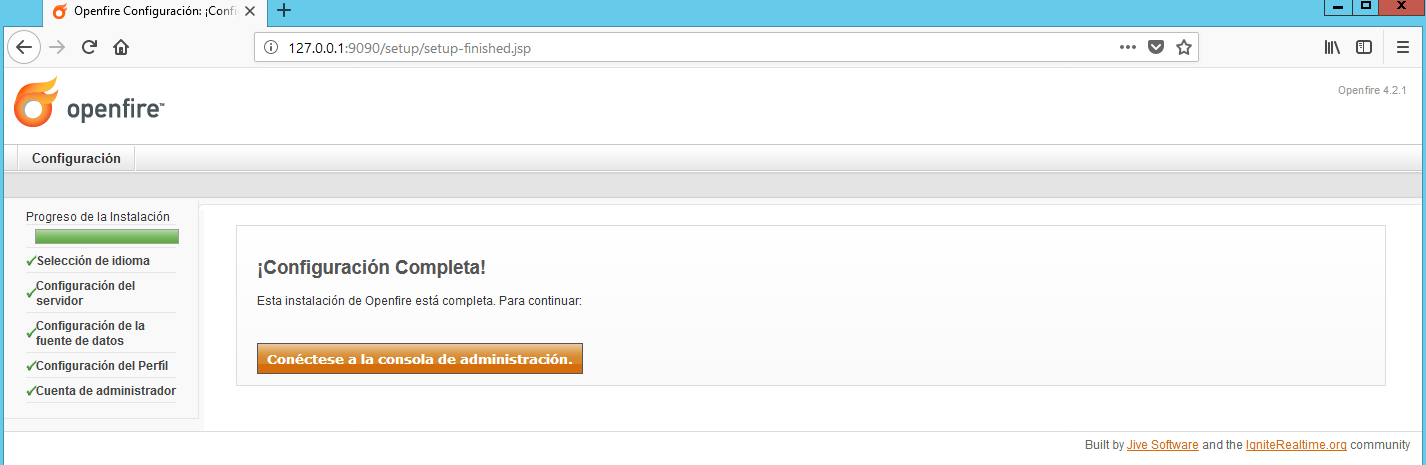 Openfire Configuración: ¡Confi
127.0.0.1:9090/setup/setup-finished.jsp
openfire™
Openfire 4.2.1
Configuración
Progreso de la Instalación
Selección de idioma
Configuración del
servidor
Configuración de la
fuente de datos
Configuración del Perfil
Cuenta de administrador
¡Configuración Completa!
Esta instalación de Openfire está completa. Para continuar:
Conéctese a la consola de administración.
Built by Jive Software and the IgniteRealtime.org community